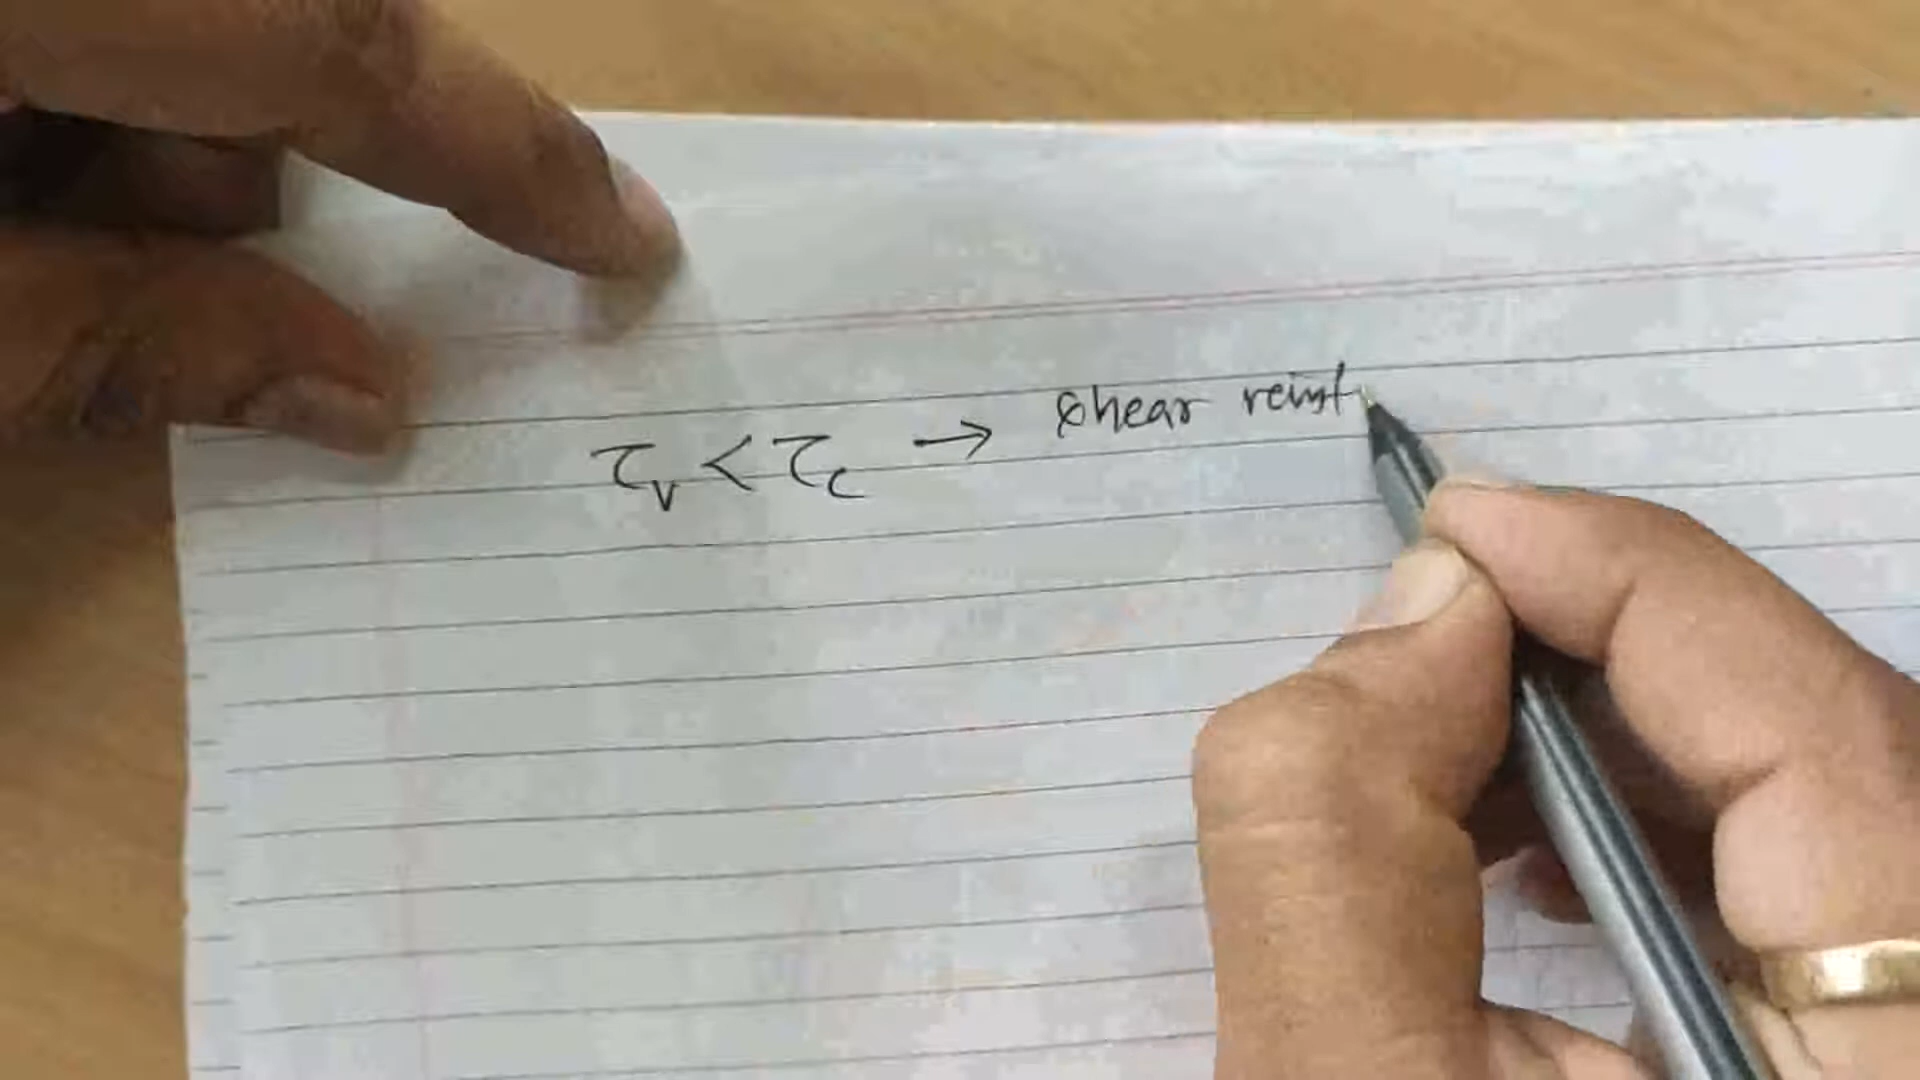 τv < τc → shear reinf